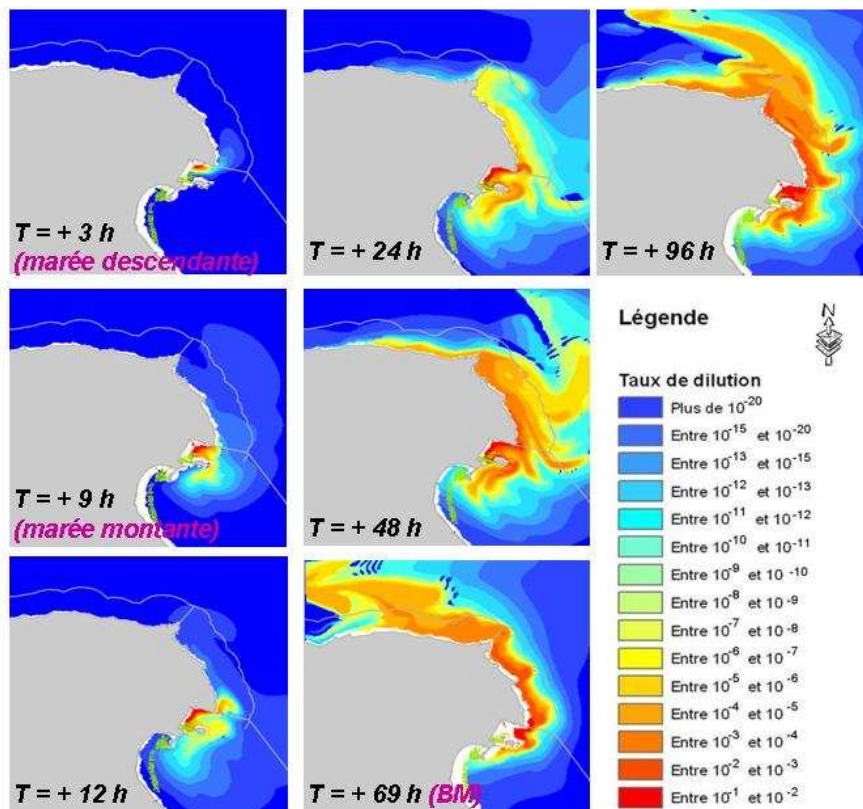 T = + 3 h
(marée descendante)
T = + 24 h
T = + 96 h
T = + 9 h
(marée montante)
T = + 48 h
T = + 12 h
T = + 69 h (BM)
Légende
N
Taux de dilution
Plus de 10^-20
Entre 10^-15 et 10^-20
Entre 10^-13 et 10^-15
Entre 10^-12 et 10^-13
Entre 10^-11 et 10^-12
Entre 10^-10 et 10^-11
Entre 10^-9 et 10^-10
Entre 10^-8 et 10^-9
Entre 10^-7 et 10^-8
Entre 10^-6 et 10^-7
Entre 10^-5 et 10^-6
Entre 10^-4 et 10^-5
Entre 10^-3 et 10^-4
Entre 10^-2 et 10^-3
Entre 10^-1 et 10^-2